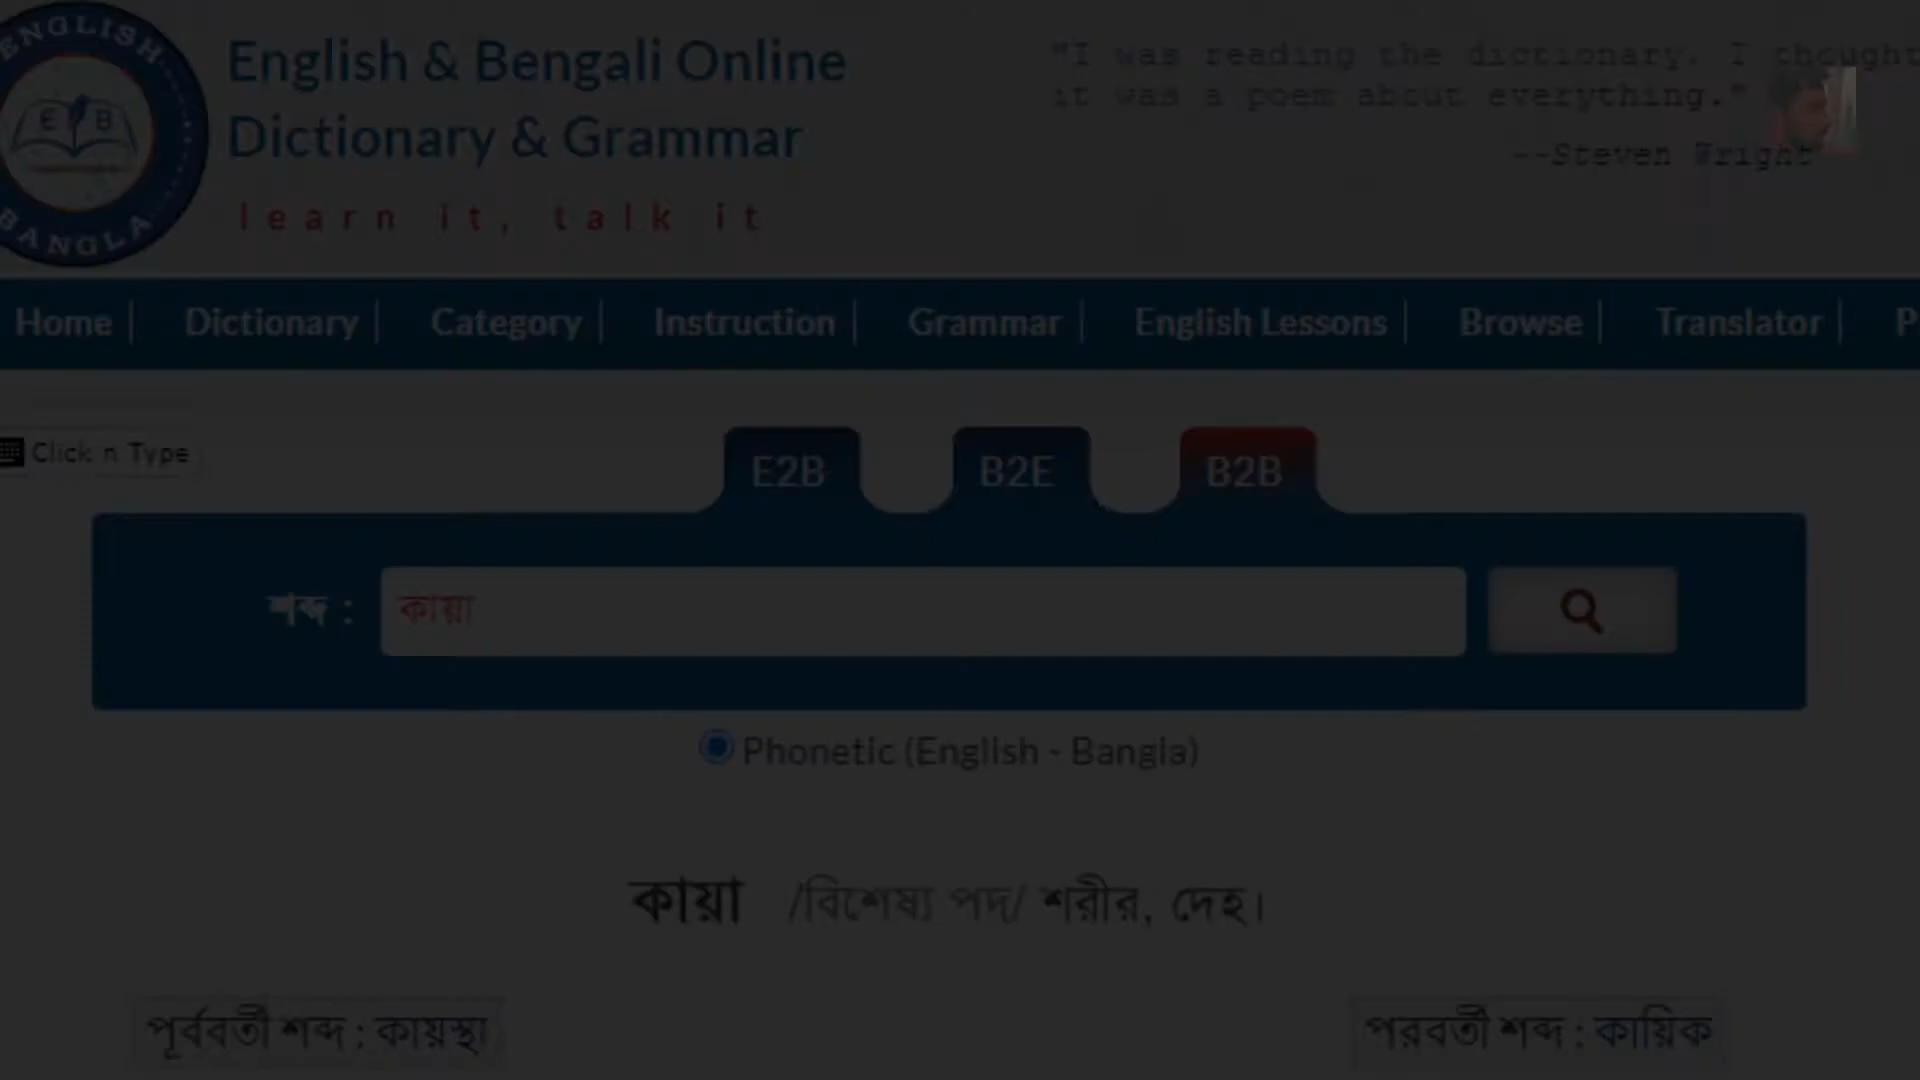 ENGLISH
E B
BANGLA
English & Bengali Online
Dictionary & Grammar
learn it, talk it
"I was reading the dictionary. I thought
it was a poem about everything."
--Steven Wright
Home
Dictionary
Category
Instruction
Grammar
English Lessons
Browse
Translator
P
Click n Type
E2B
B2E
B2B
শব্দ : কায়া
Phonetic (English - Bangla)
কায়া /বিশেষ্য পদ/ শরীর, দেহ।
পূর্ববর্তী শব্দ : কায়স্থা
পরবর্তী শব্দ : কায়িক